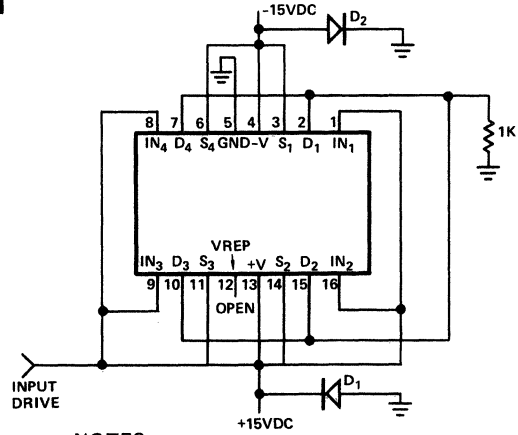 -15VDC
D2
8 7 6 5 4 3 2 1
IN4 D4 S4 GND -V S1 D1 IN1
1K
VREP
IN3 D3 S3 +V S2 D2 IN2
9 10 11 12 13 14 15 16
OPEN
INPUT
DRIVE
D1
+15VDC